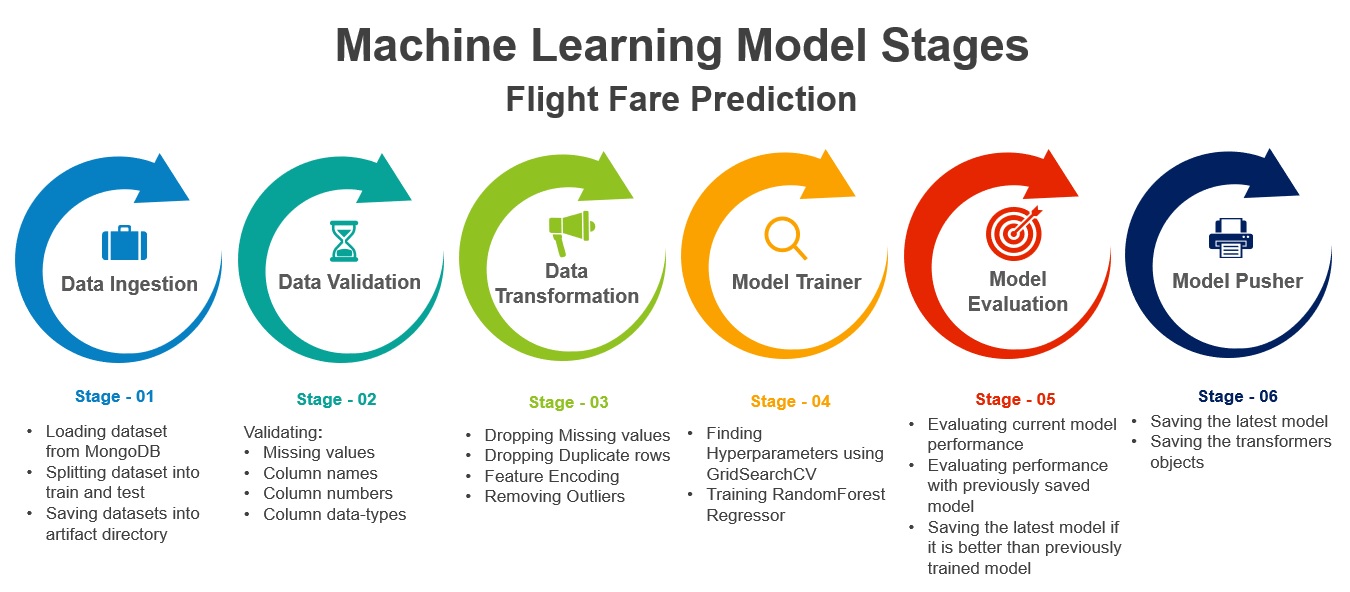 Machine Learning Model Stages
Flight Fare Prediction
Data Ingestion
Stage - 01
• Loading dataset
from MongoDB
• Splitting dataset into
train and test
• Saving datasets into
artifact directory
Data Validation
Stage - 02
Validating:
• Missing values
• Column names
• Column numbers
• Column data-types
Data
Transformation
Stage - 03
• Dropping Missing values
• Dropping Duplicate rows
• Feature Encoding
• Removing Outliers
Model Trainer
Stage - 04
• Finding
Hyperparameters using
GridSearchCV
• Training RandomForest
Regressor
Model
Evaluation
Stage - 05
• Evaluating current model
performance
• Evaluating performance
with previously saved
model
• Saving the latest model if
it is better than previously
trained model
Model Pusher
Stage - 06
• Saving the latest model
• Saving the transformers
objects